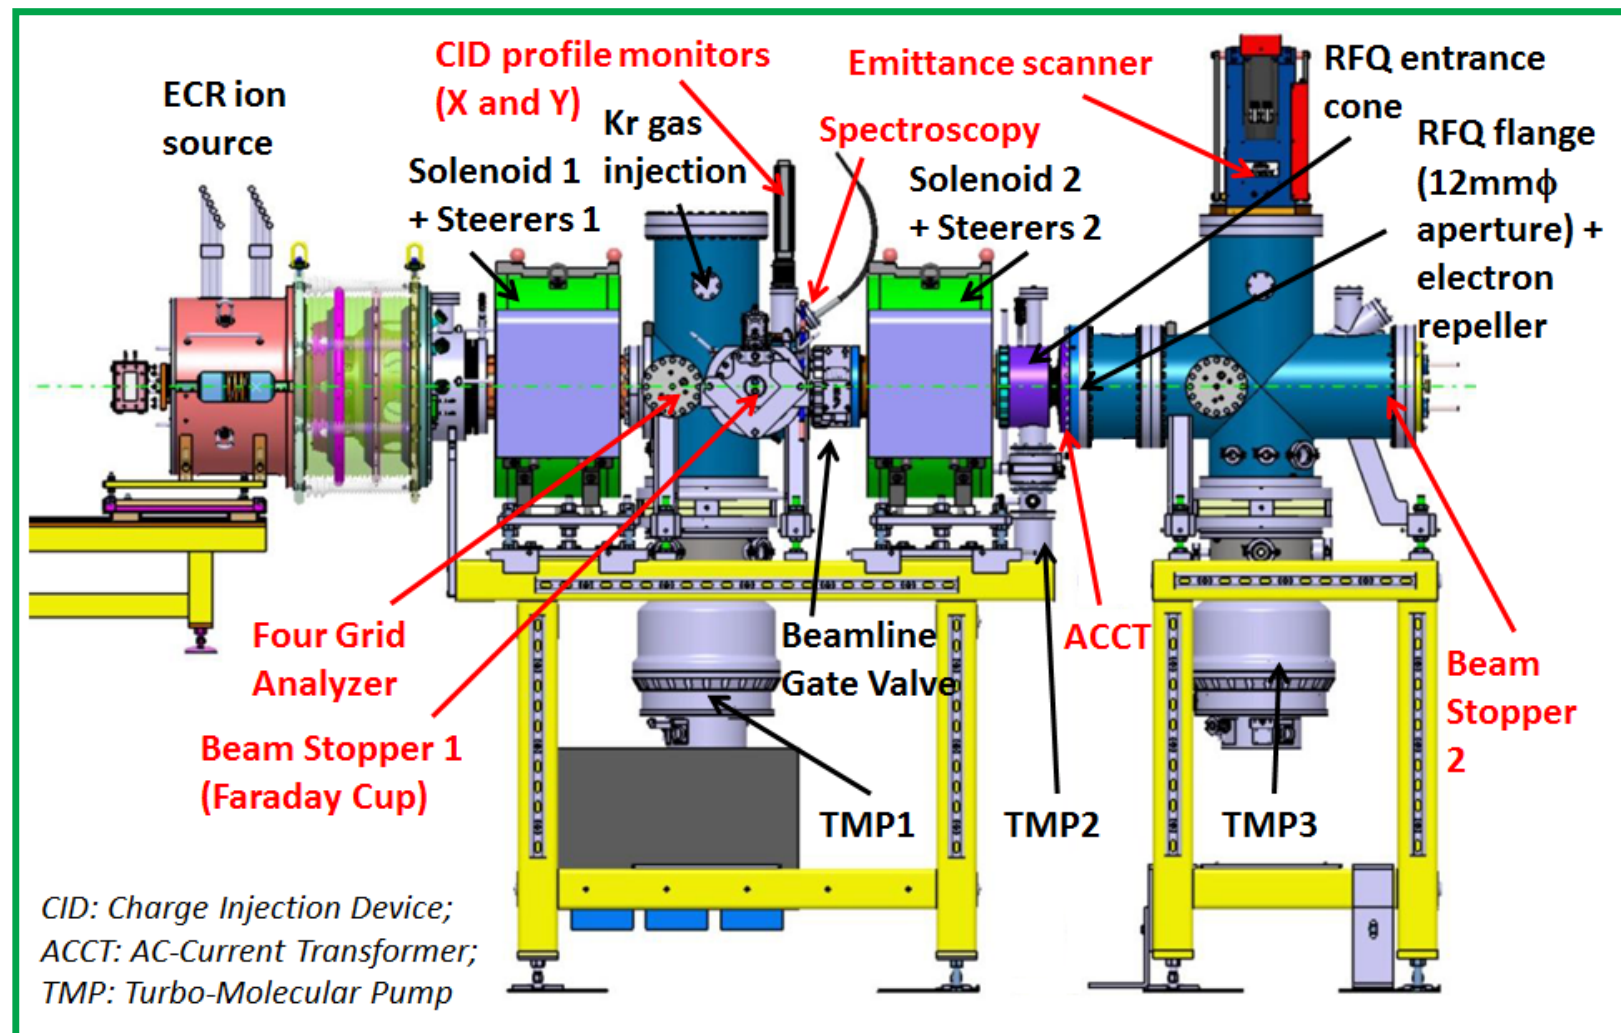 CID profile monitors
(X and Y)
Emittance scanner
RFQ entrance
cone
ECR ion
source
Kr gas
injection
Spectroscopy
RFQ flange
(12mmϕ
aperture) +
electron
repeller
Solenoid 1
+ Steerers 1
Solenoid 2
+ Steerers 2
Four Grid
Analyzer
Beamline
Gate Valve
ACCT
Beam
Stopper
2
Beam Stopper 1
(Faraday Cup)
TMP1
TMP2
TMP3
CID: Charge Injection Device;
ACCT: AC-Current Transformer;
TMP: Turbo-Molecular Pump